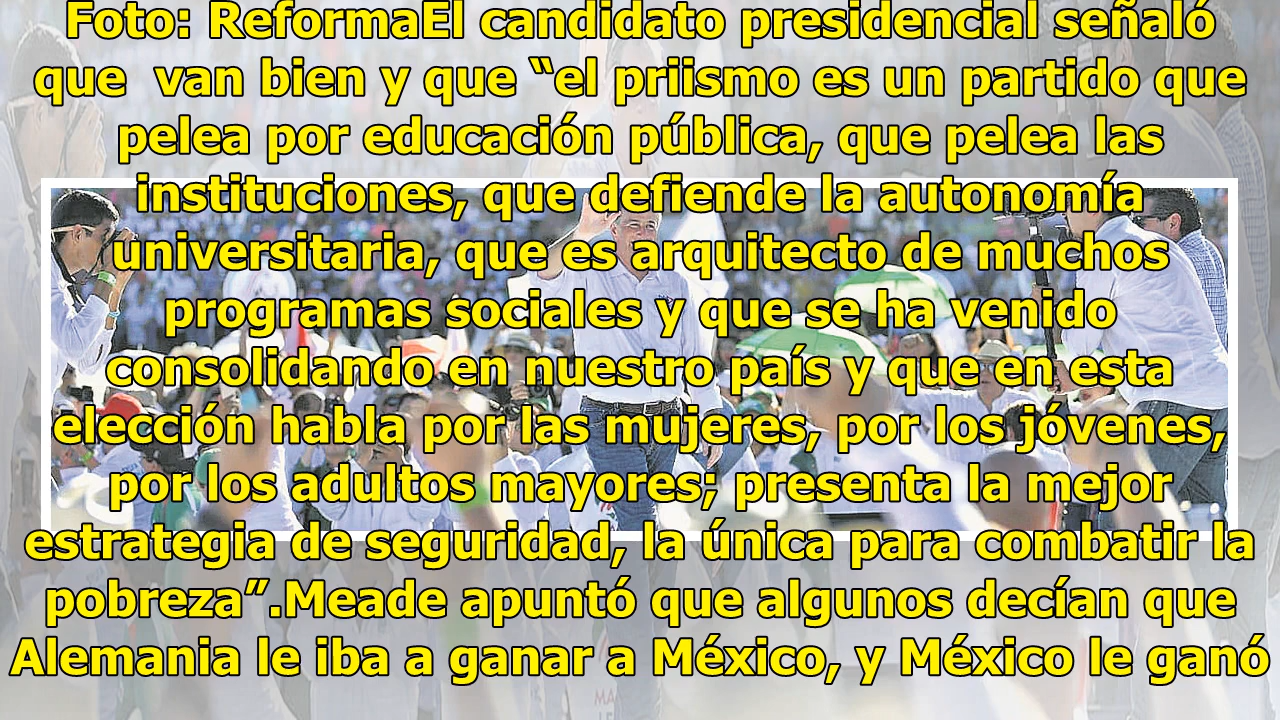 Foto: ReformaEl candidato presidencial señaló
que  van bien y que “el priismo es un partido que
pelea por educación pública, que pelea las
instituciones, que defiende la autonomía
universitaria, que es arquitecto de muchos
programas sociales y que se ha venido
consolidando en nuestro país y que en esta
elección habla por las mujeres, por los jóvenes,
por los adultos mayores; presenta la mejor
estrategia de seguridad, la única para combatir la
pobreza”.Meade apuntó que algunos decían que
Alemania le iba a ganar a México, y México le ganó